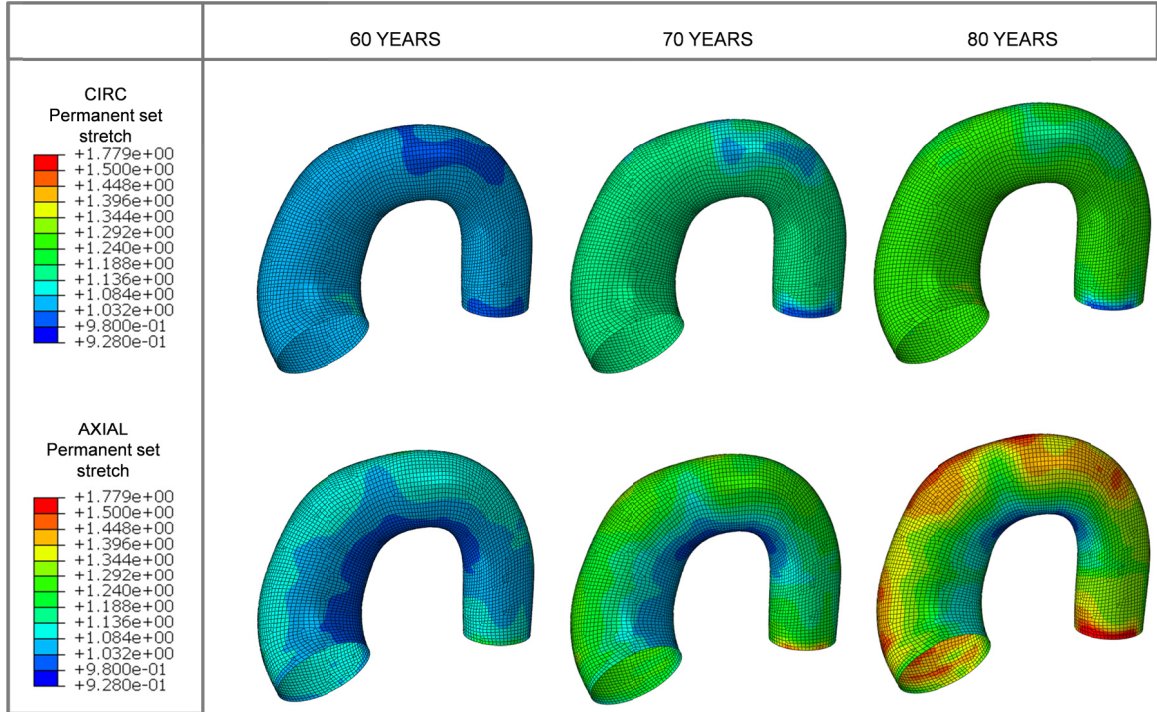 60 YEARS
70 YEARS
80 YEARS
CIRC
Permanent set
stretch
+1.779e+00
+1.500e+00
+1.448e+00
+1.396e+00
+1.344e+00
+1.292e+00
+1.240e+00
+1.188e+00
+1.136e+00
+1.084e+00
+1.032e+00
+9.800e-01
+9.280e-01
AXIAL
Permanent set
stretch
+1.779e+00
+1.500e+00
+1.448e+00
+1.396e+00
+1.344e+00
+1.292e+00
+1.240e+00
+1.188e+00
+1.136e+00
+1.084e+00
+1.032e+00
+9.800e-01
+9.280e-01